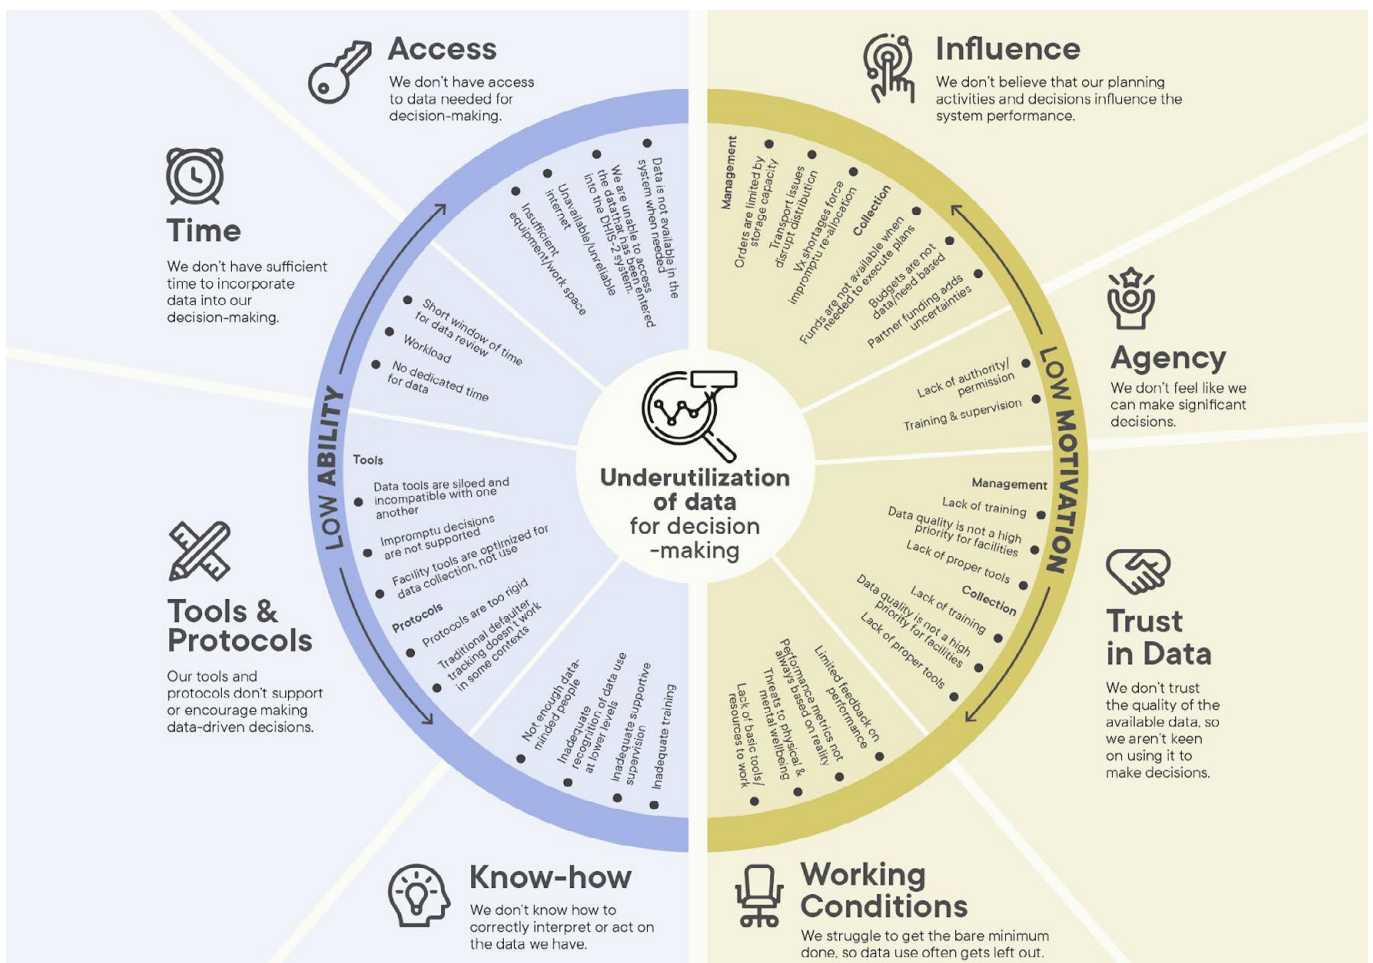 Access
We don't have access
to data needed for
decision-making.
Influence
We don't believe that our planning
activities and decisions influence the
system performance.
Time
We don't have sufficient
time to incorporate
data into our
decision-making.
Agency
We don't feel like we
can make significant
decisions.
Tools &
Protocols
Our tools and
protocols don't support
or encourage making
data-driven decisions.
Trust
in Data
We don't trust
the quality of the
available data, so
we aren't keen
on using it to
make decisions.
Know-how
We don't know how to
correctly interpret or act on
the data we have.
Working
Conditions
We struggle to get the bare minimum
done, so data use often gets left out.
LOW ABILITY
LOW MOTIVATION
Underutilization
of data
for decision
-making
Data is not available in the
system when needed
We are unable to access
the datathat has been entered
into the DHIS-2 system.
Unavailable/unreliable
internet
Insufficient
equipment/work space
Short window of time
for data review
Workload
No dedicated time
for data
Tools
Data tools are siloed and
incompatible with one
another
Impromptu decisions
are not supported
Facility tools are optimized for
data collection, not use
Protocols
Protocols are too rigid
Traditional defaulter
tracking doesn't work
in some contexts
Not enough data-
minded people
Inadequate
recognition of data use
at lower levels
inadequate supportive
supervision
Inadequate training
Management
Orders are limited by
storage capacity
Transport issues
disrupt distribution
Vx shortages force
impromptu re-allocation
Collection
Funds are not available when
needed to execute plans
Budgets are not
data/need based
Partner funding adds
uncertainties
Lack of authority/
permission
Training & supervision
Management
Lack of training
Data quality is not a high
priority for facilities
Lack of proper tools
Collection
Lack of training
Data quality is not a high
priority for facilities
Lack of proper tools
Limited feedback on
performance
Performance metrics not
always based on reality
Threats to physical &
mental wellbeing
Lack of basic tools/
resources to work